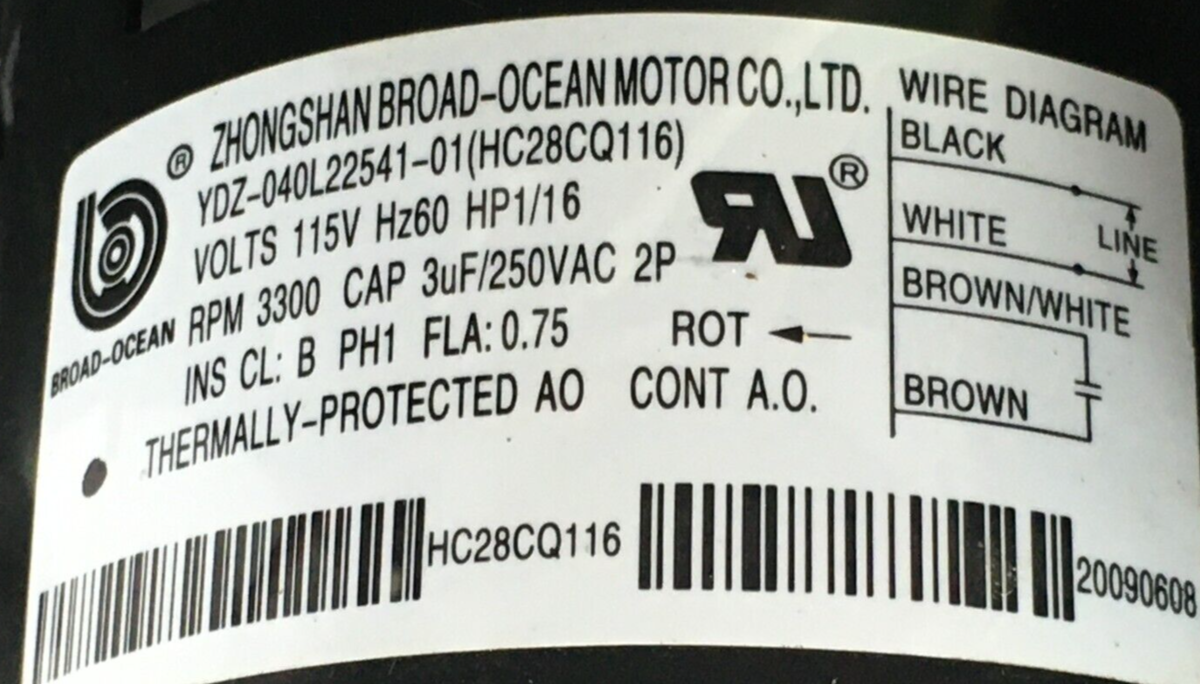 ® ZHONGSHAN BROAD-OCEAN MOTOR CO.,LTD.
YDZ-040L22541-01(HC28CQ116)
VOLTS 115V Hz60 HP1/16
RPM 3300 CAP 3uF/250VAC 2P
INS CL: B PH1 FLA: 0.75 ROT
THERMALLY-PROTECTED AO CONT A.O.
BROAD-OCEAN
RU ®
WIRE DIAGRAM
BLACK
WHITE
LINE
BROWN/WHITE
BROWN
HC28CQ116
20090608